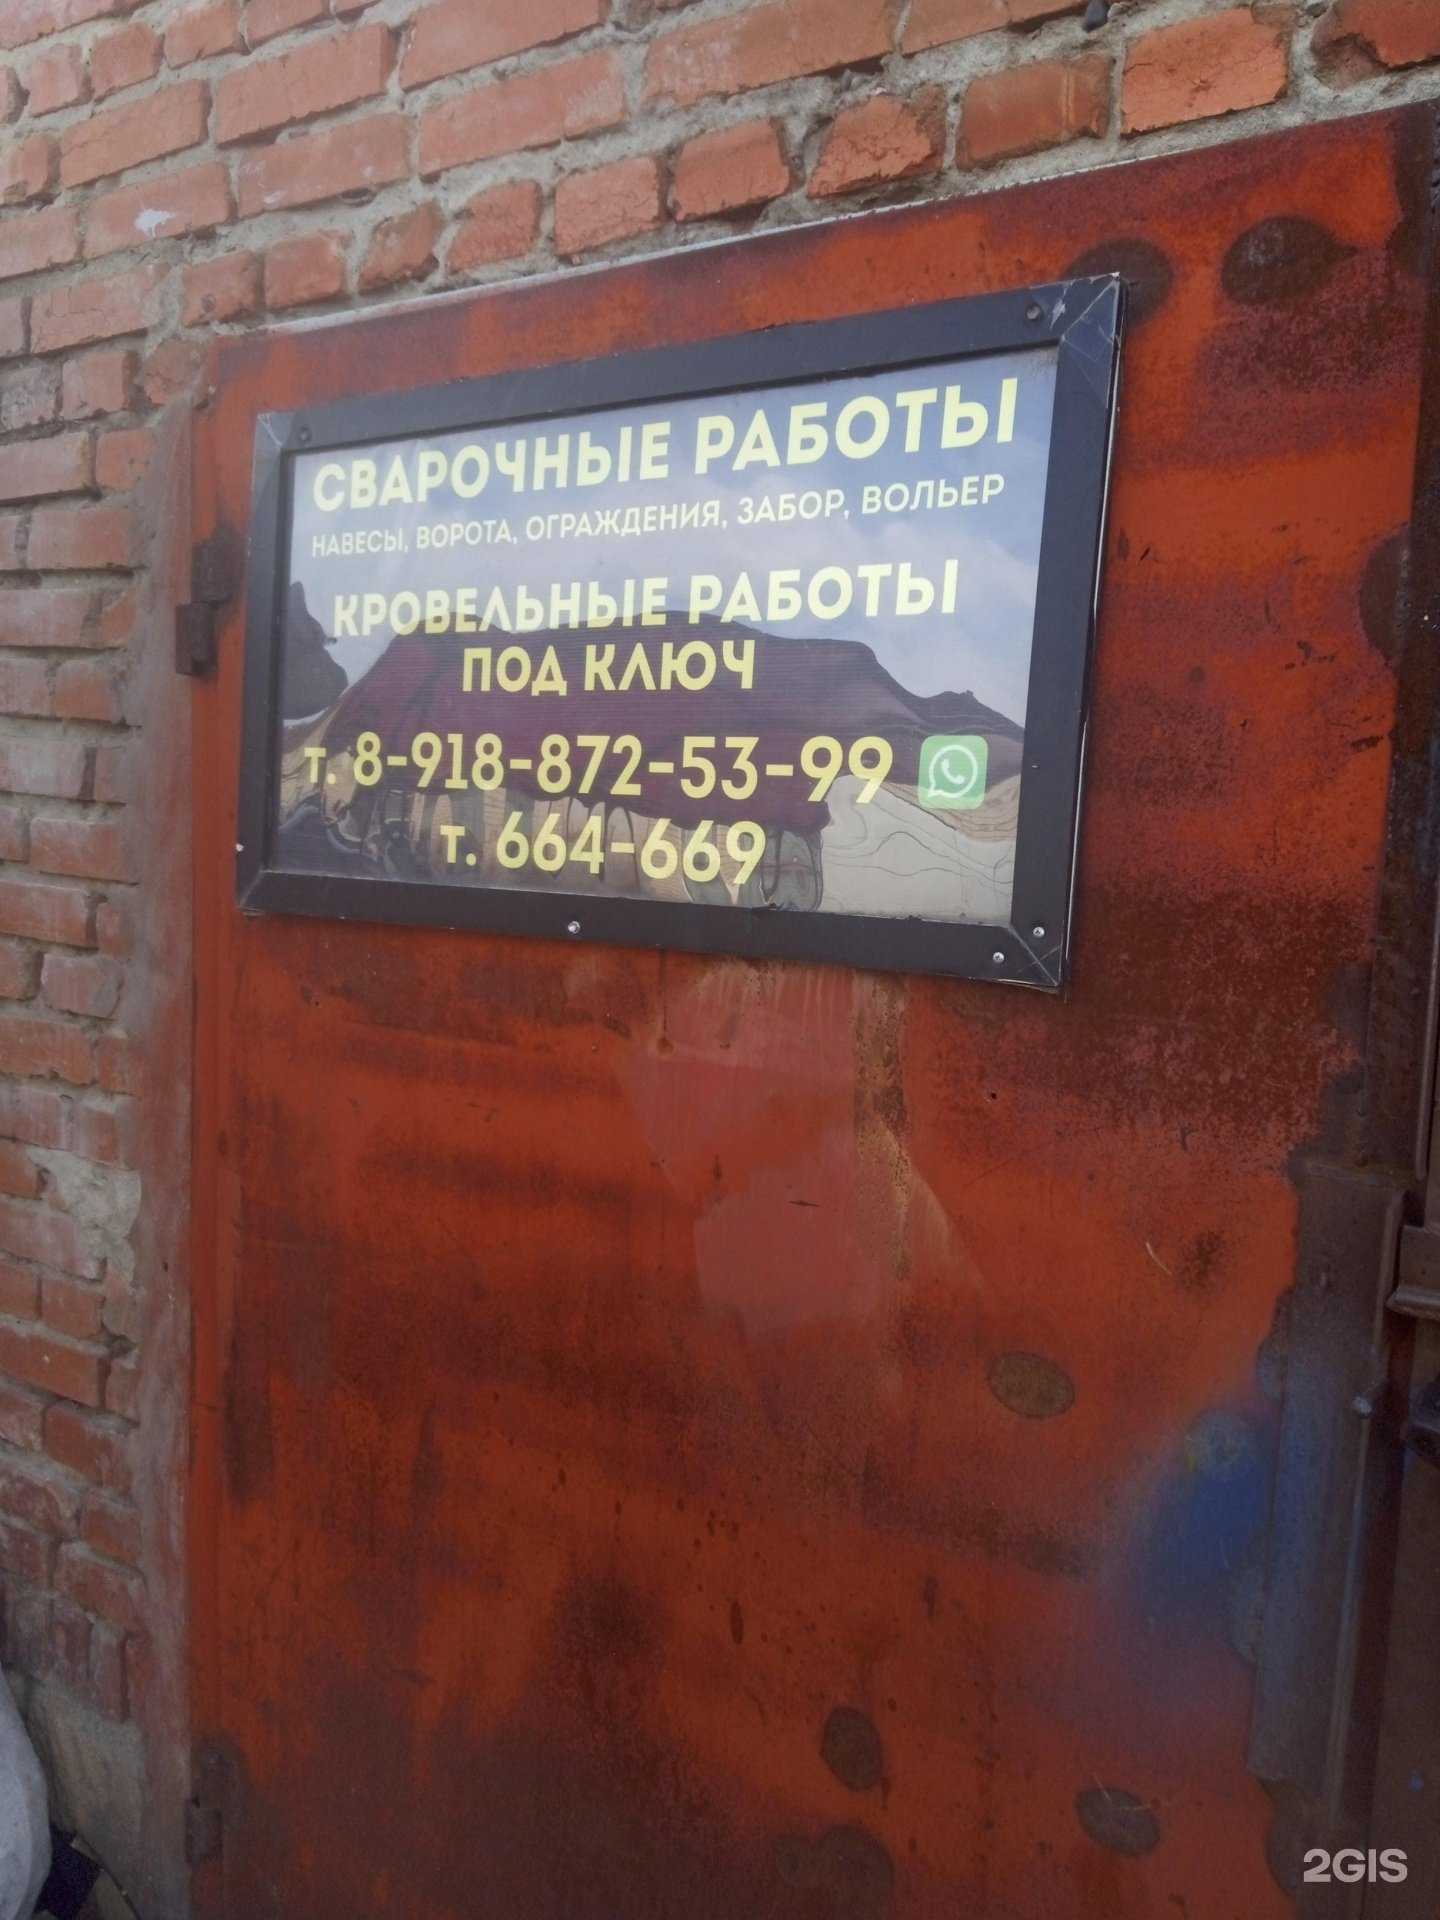 СВАРОЧНЫЕ РАБОТЫ
НАВЕСЫ, ВОРОТА, ОГРАЖДЕНИЯ, ЗАБОР, ВОЛЬЕР
КРОВЕЛЬНЫЕ РАБОТЫ
ПОД КЛЮЧ
т. 8-918-872-53-99
т. 664-669
2GIS